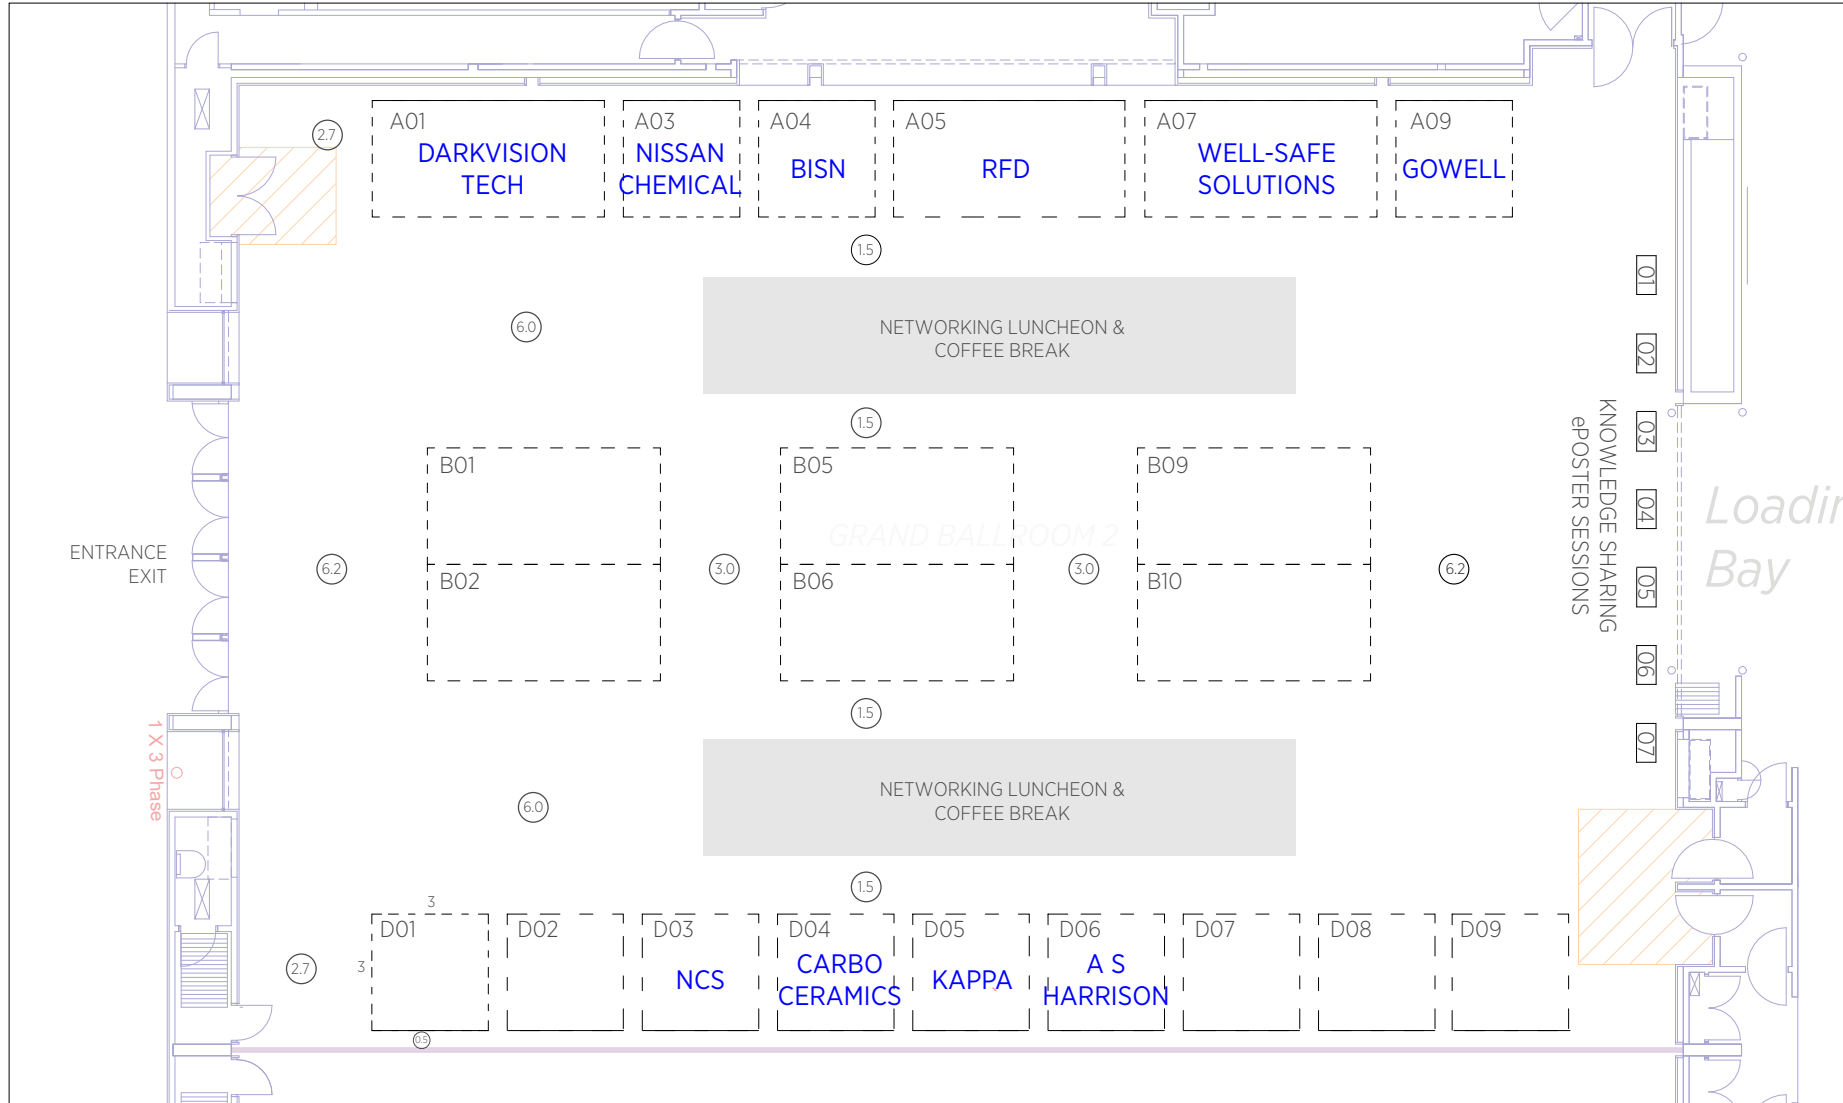 2.7
A01
DARKVISION
TECH
A03
NISSAN
CHEMICAL
A04
BISN
A05
RFD
A07
WELL-SAFE
SOLUTIONS
A09
GOWELL
1.5
6.0
NETWORKING LUNCHEON &
COFFEE BREAK
01
02
03
04
05
06
07
KNOWLEDGE SHARING
ePOSTER SESSIONS
1.5
B01
B05
B09
GRAND BALLROOM 2
ENTRANCE
EXIT
6.2
B02
3.0
B06
3.0
B10
6.2
Loadin
Bay
1.5
1 X 3 Phase
6.0
NETWORKING LUNCHEON &
COFFEE BREAK
1.5
3
3
2.7
D01
D02
D03
NCS
D04
CARBO
CERAMICS
D05
KAPPA
D06
A S
HARRISON
D07
D08
D09
0.5